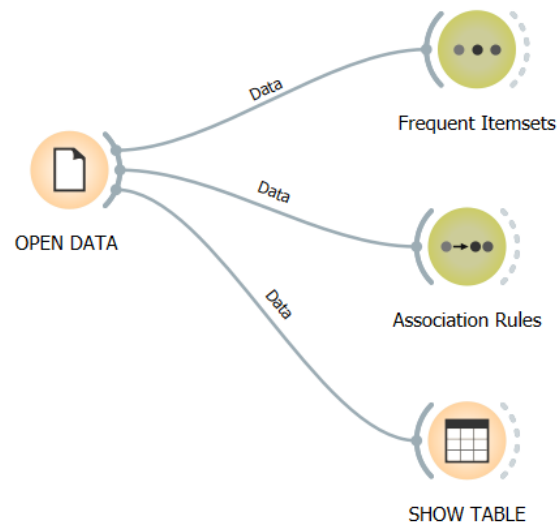 Data
Frequent Itemsets
OPEN DATA
Data
Association Rules
Data
SHOW TABLE